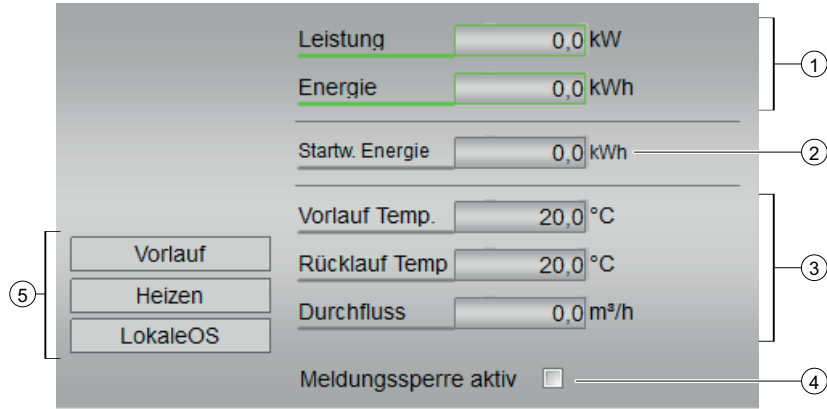 Leistung 0,0 kW
Energie 0,0 kWh
1
Startw. Energie 0,0 kWh
2
Vorlauf Temp. 20,0 °C
Rücklauf Temp 20,0 °C
Durchfluss 0,0 m³/h
3
Vorlauf
Heizen
LokaleOS
5
Meldungssperre aktiv
4